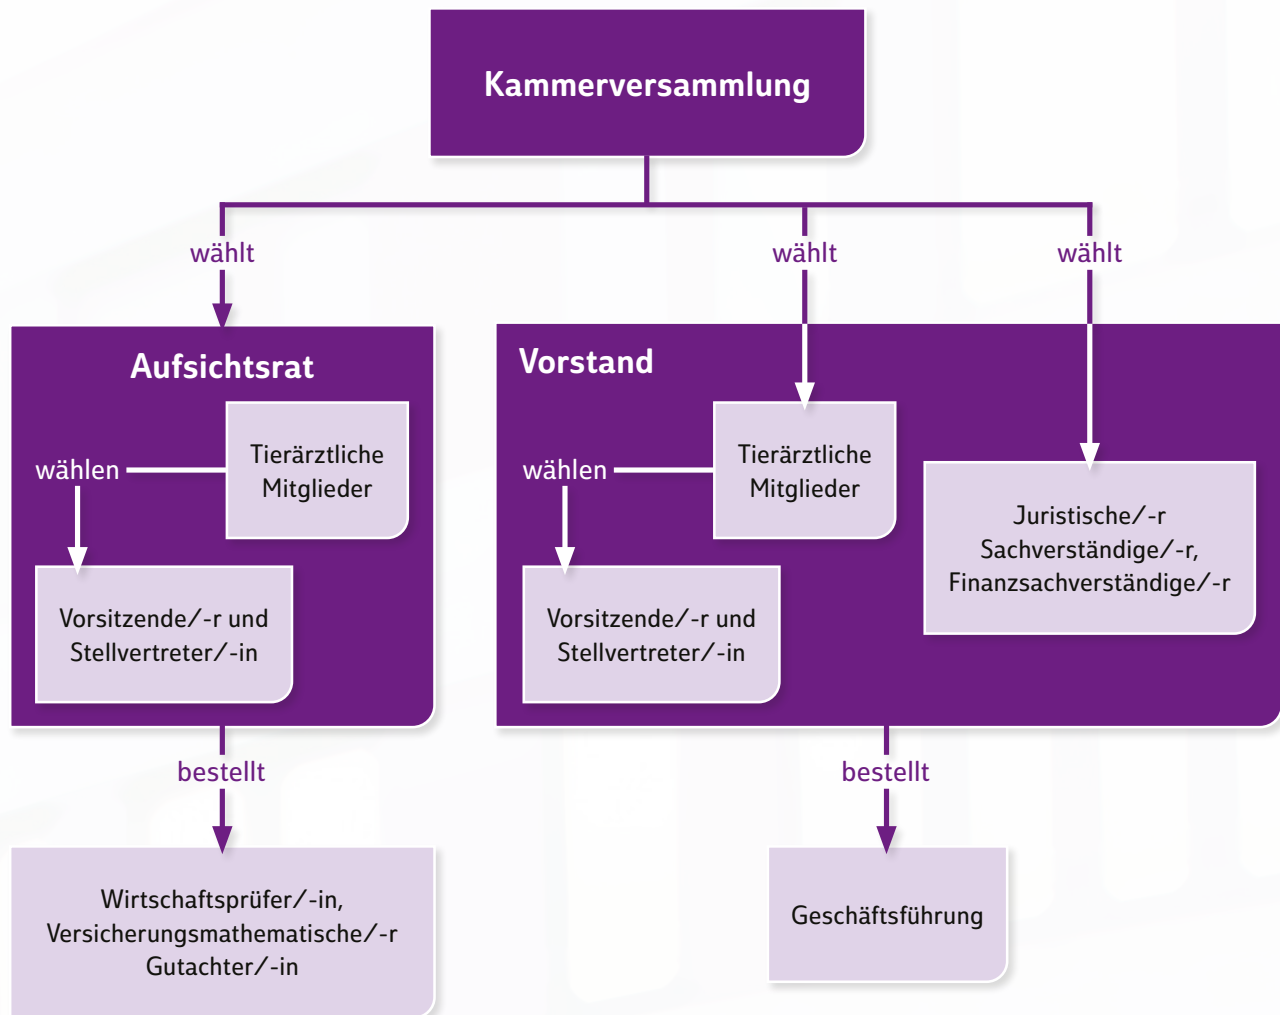 Kammerversammlung
wählt
wählt
wählt
Aufsichtsrat
Tierärztliche
Mitglieder
wählen
Vorsitzende/-r und
Stellvertreter/-in
Vorstand
Tierärztliche
Mitglieder
wählen
Vorsitzende/-r und
Stellvertreter/-in
Juristische/-r
Sachverständige/-r,
Finanzsachverständige/-r
bestellt
bestellt
Wirtschaftsprüfer/-in,
Versicherungsmathematische/-r
Gutachter/-in
Geschäftsführung